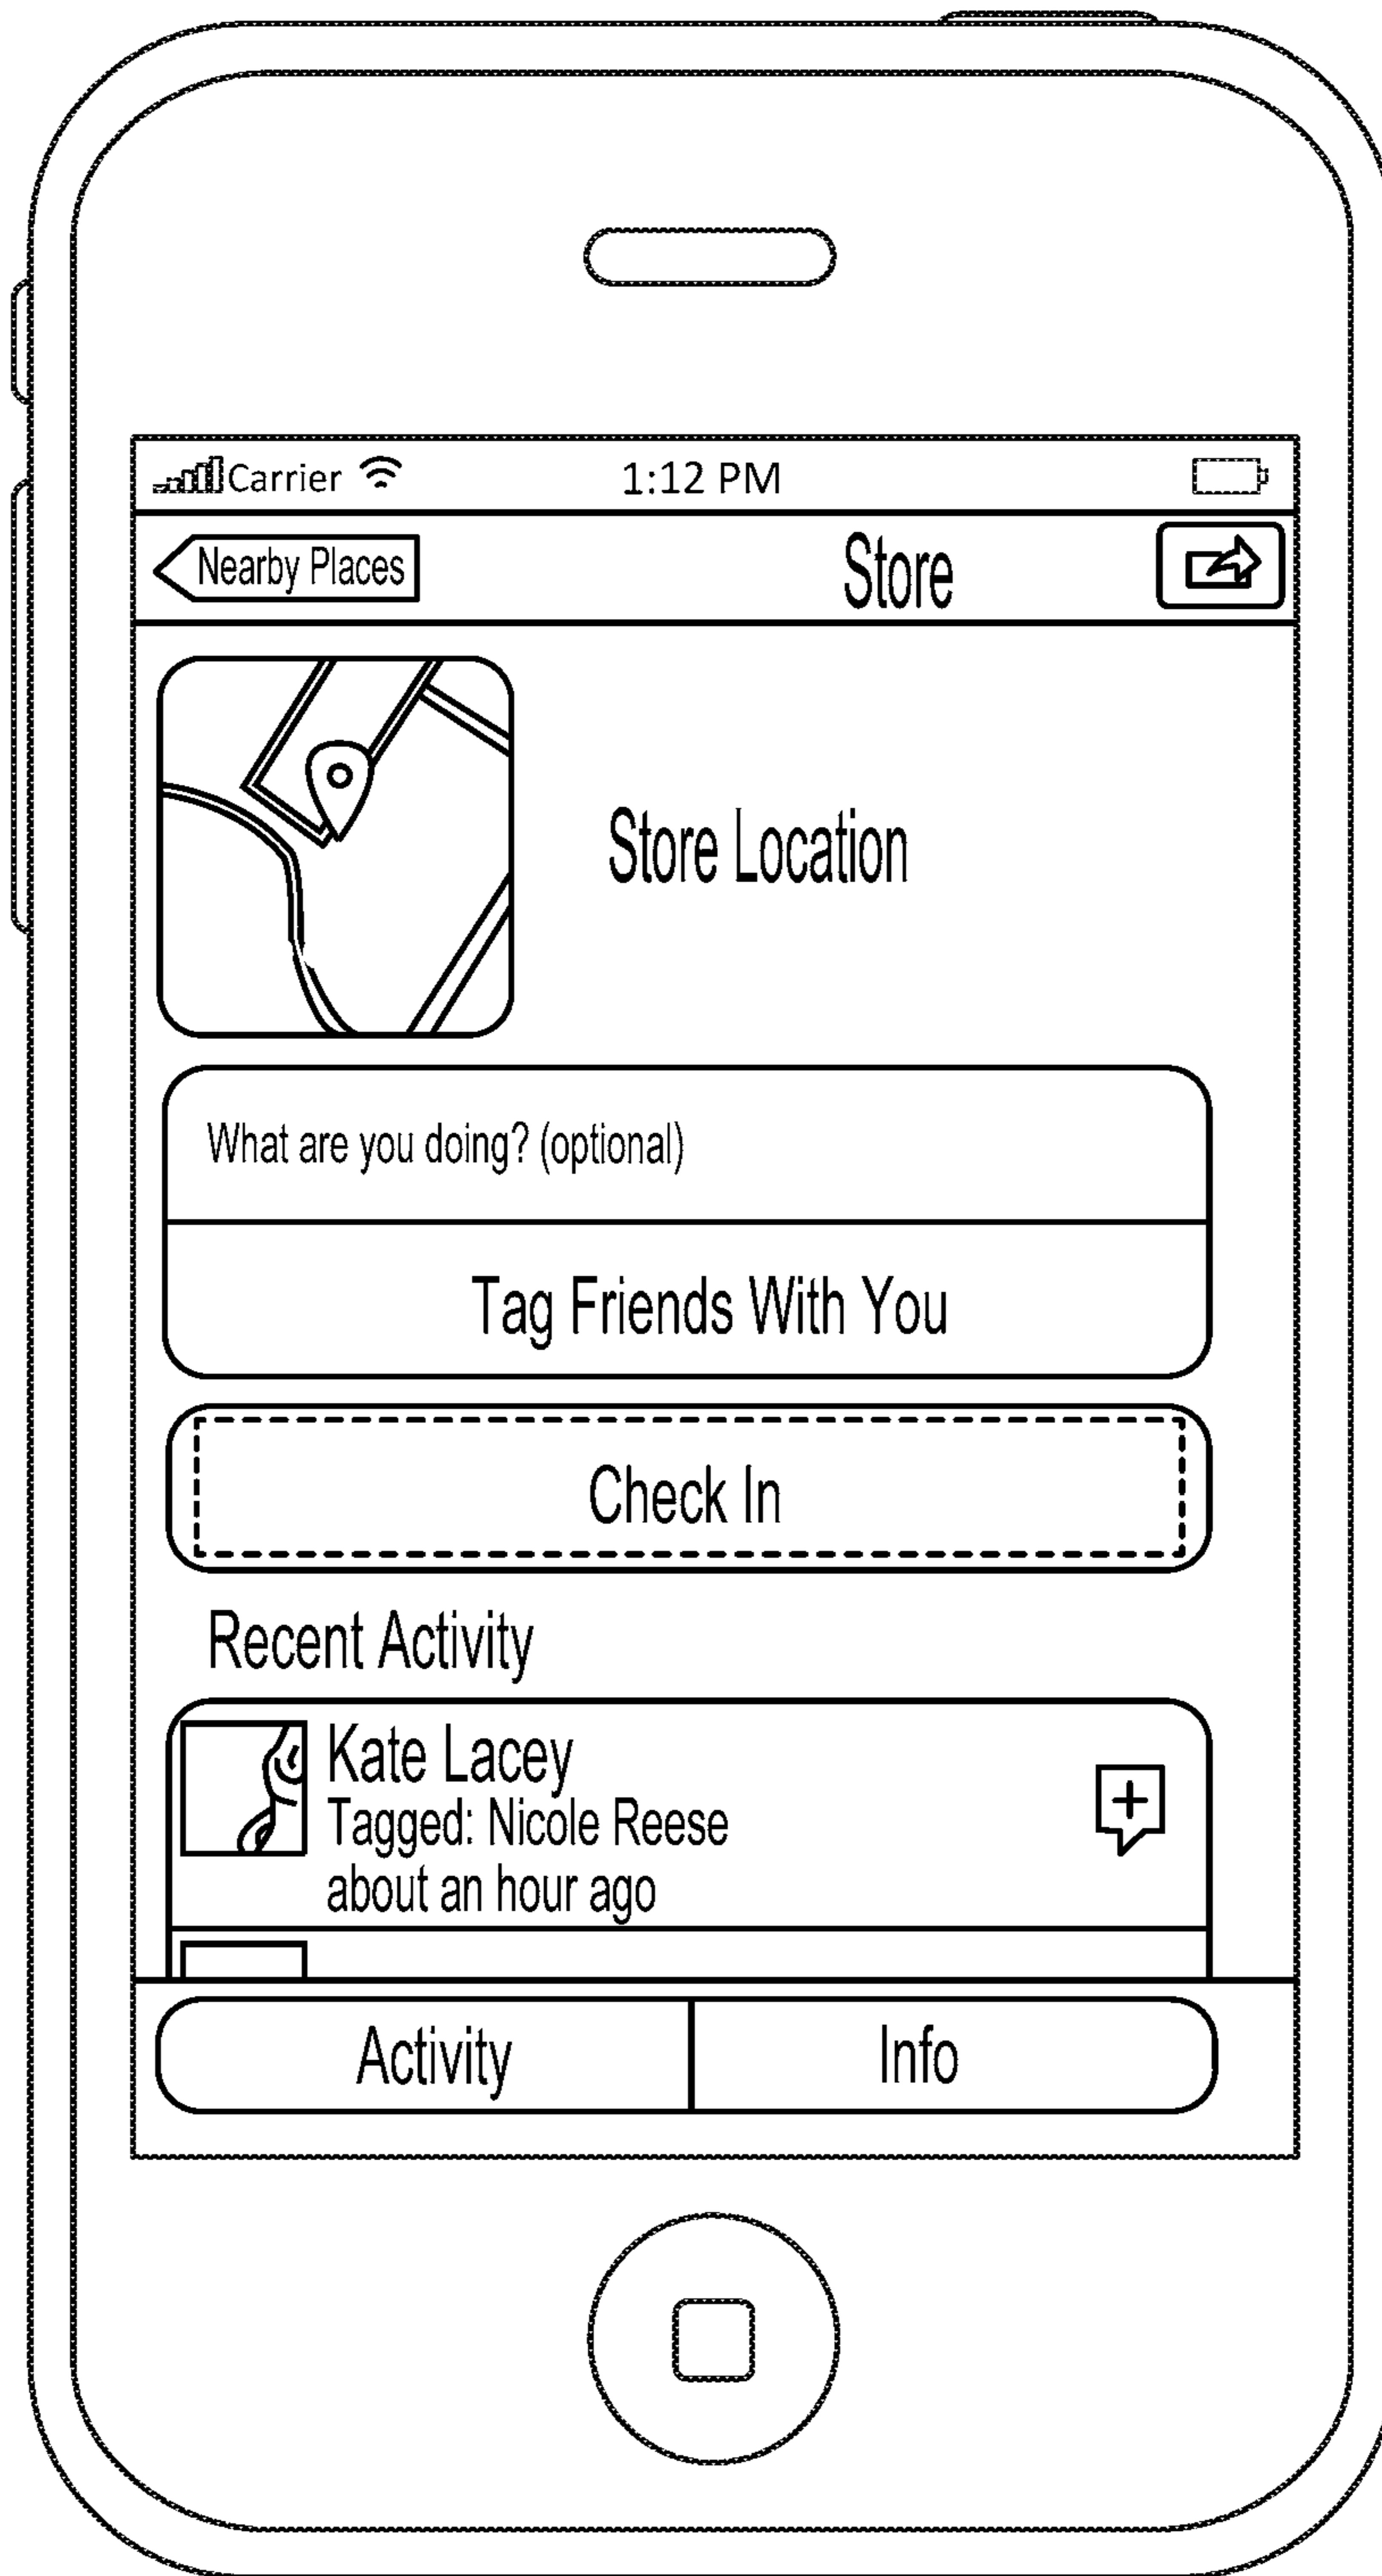 Carrier 1:12 PM
Nearby Places Store
Store Location
What are you doing? (optional)
Tag Friends With You
Check In
Recent Activity
Kate Lacey
Tagged: Nicole Reese
about an hour ago
Activity Info